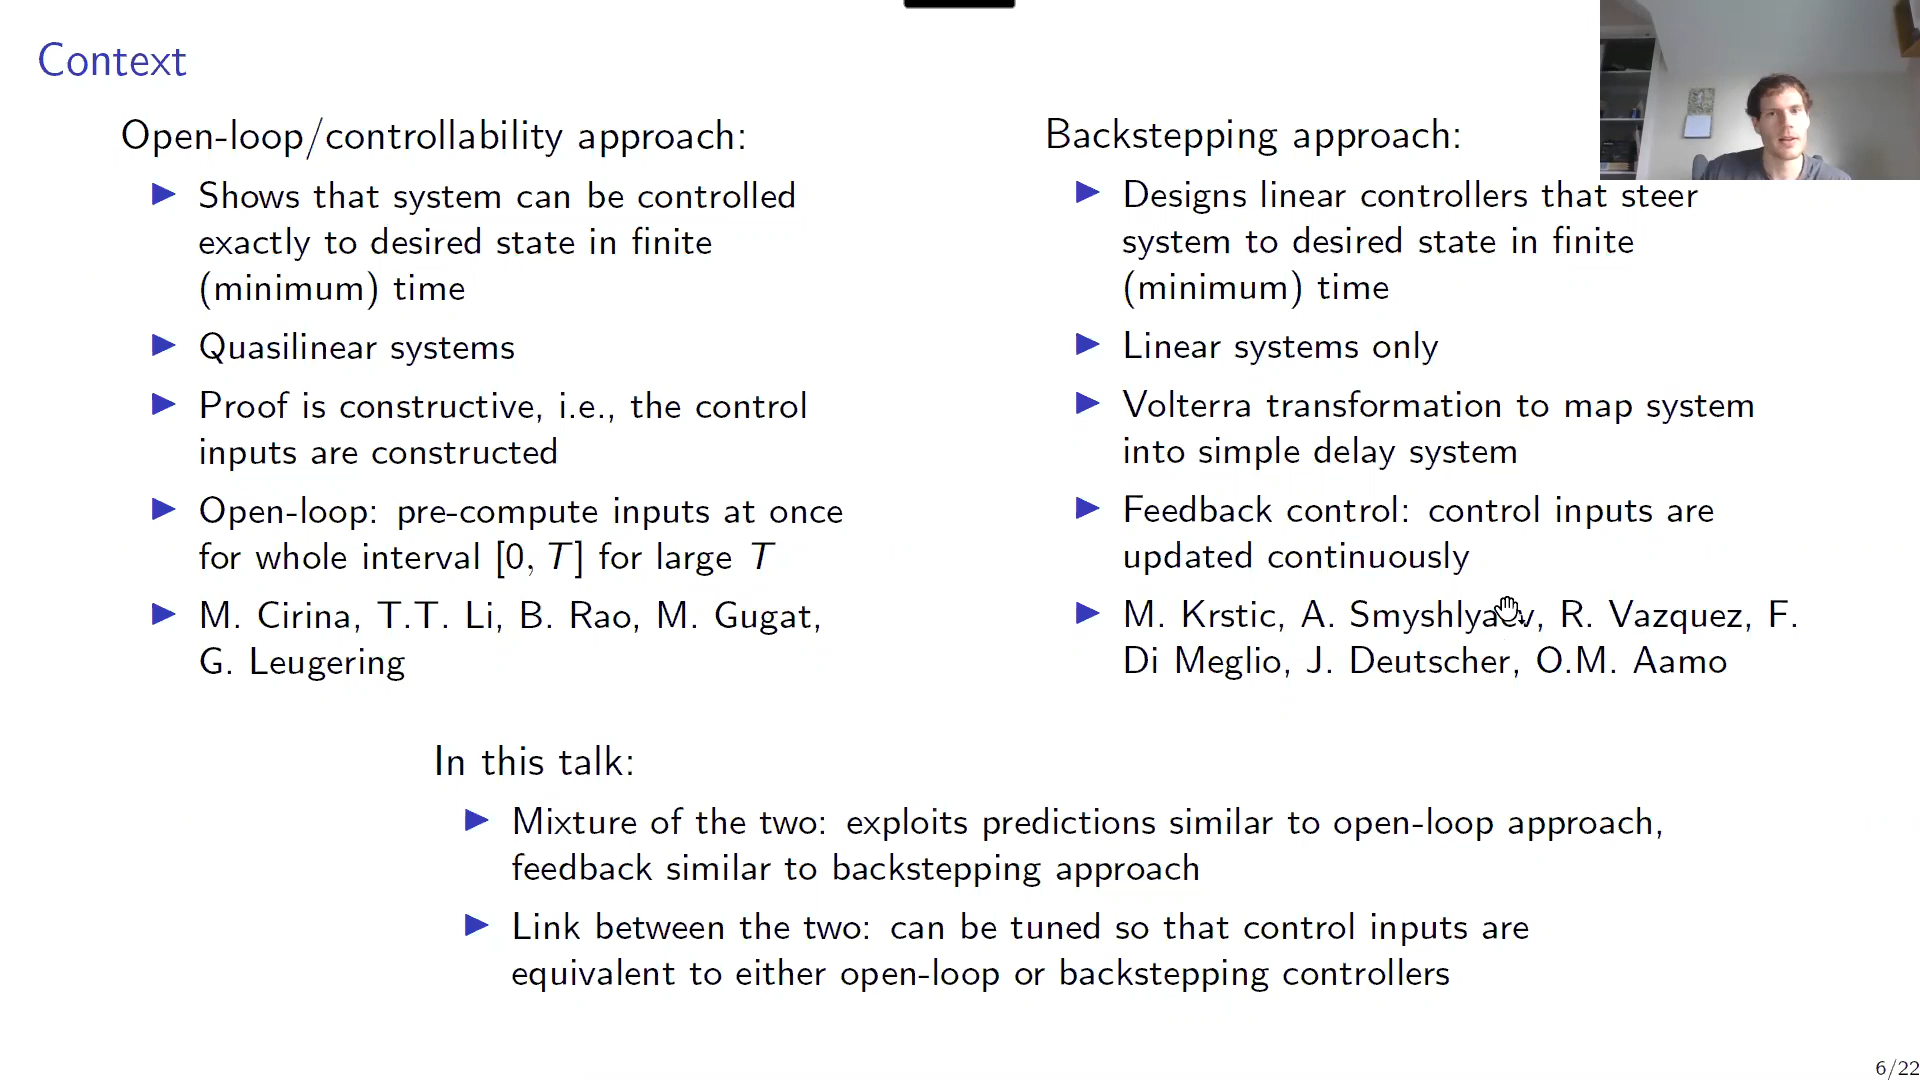 Context
Open-loop/controllability approach:
Shows that system can be controlled
exactly to desired state in finite
(minimum) time
Quasilinear systems
Proof is constructive, i.e., the control
inputs are constructed
Open-loop: pre-compute inputs at once
for whole interval [0, T] for large T
M. Cirina, T.T. Li, B. Rao, M. Gugat,
G. Leugering
Backstepping approach:
Designs linear controllers that steer
system to desired state in finite
(minimum) time
Linear systems only
Volterra transformation to map system
into simple delay system
Feedback control: control inputs are
updated continuously
M. Krstic, A. Smyshlyaev, R. Vazquez, F.
Di Meglio, J. Deutscher, O.M. Aamo
In this talk:
Mixture of the two: exploits predictions similar to open-loop approach,
feedback similar to backstepping approach
Link between the two: can be tuned so that control inputs are
equivalent to either open-loop or backstepping controllers
6/22